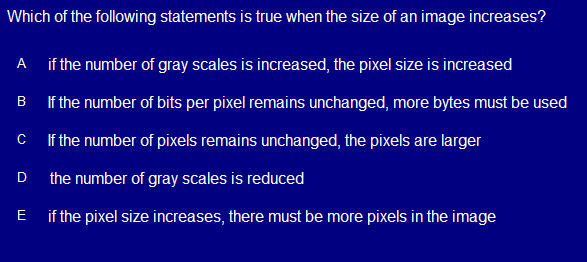 Which of the following statements is true when the size of an image increases?
A if the number of gray scales is increased, the pixel size is increased
B If the number of bits per pixel remains unchanged, more bytes must be used
C If the number of pixels remains unchanged, the pixels are larger
D the number of gray scales is reduced
E if the pixel size increases, there must be more pixels in the image